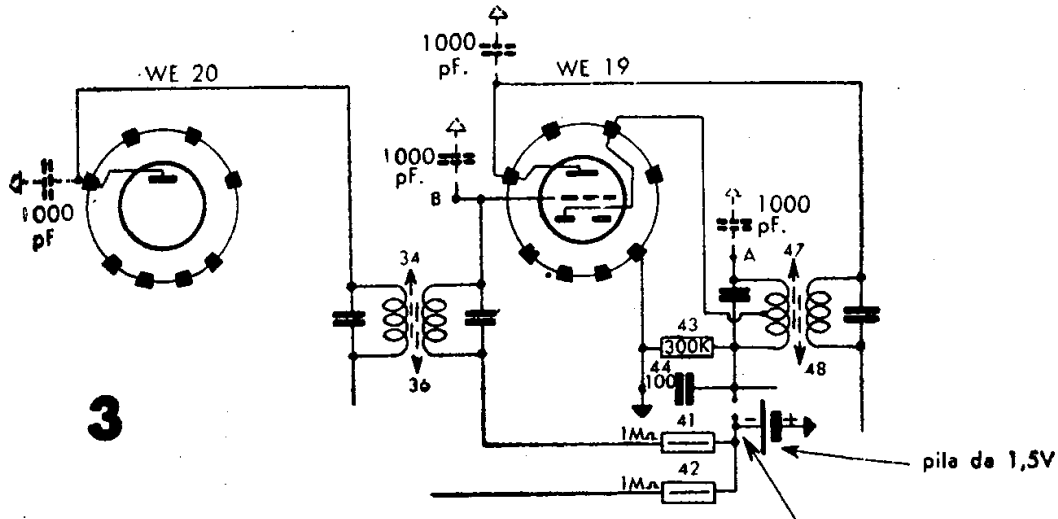 1000
pF.
WE 20
WE 19
1000
pF.
B
1000
pF
1000
pF.
A
34
47
43
300K
36
44
100
48
3
1MΩ
41
- +
pila da 1,5V
1MΩ
42